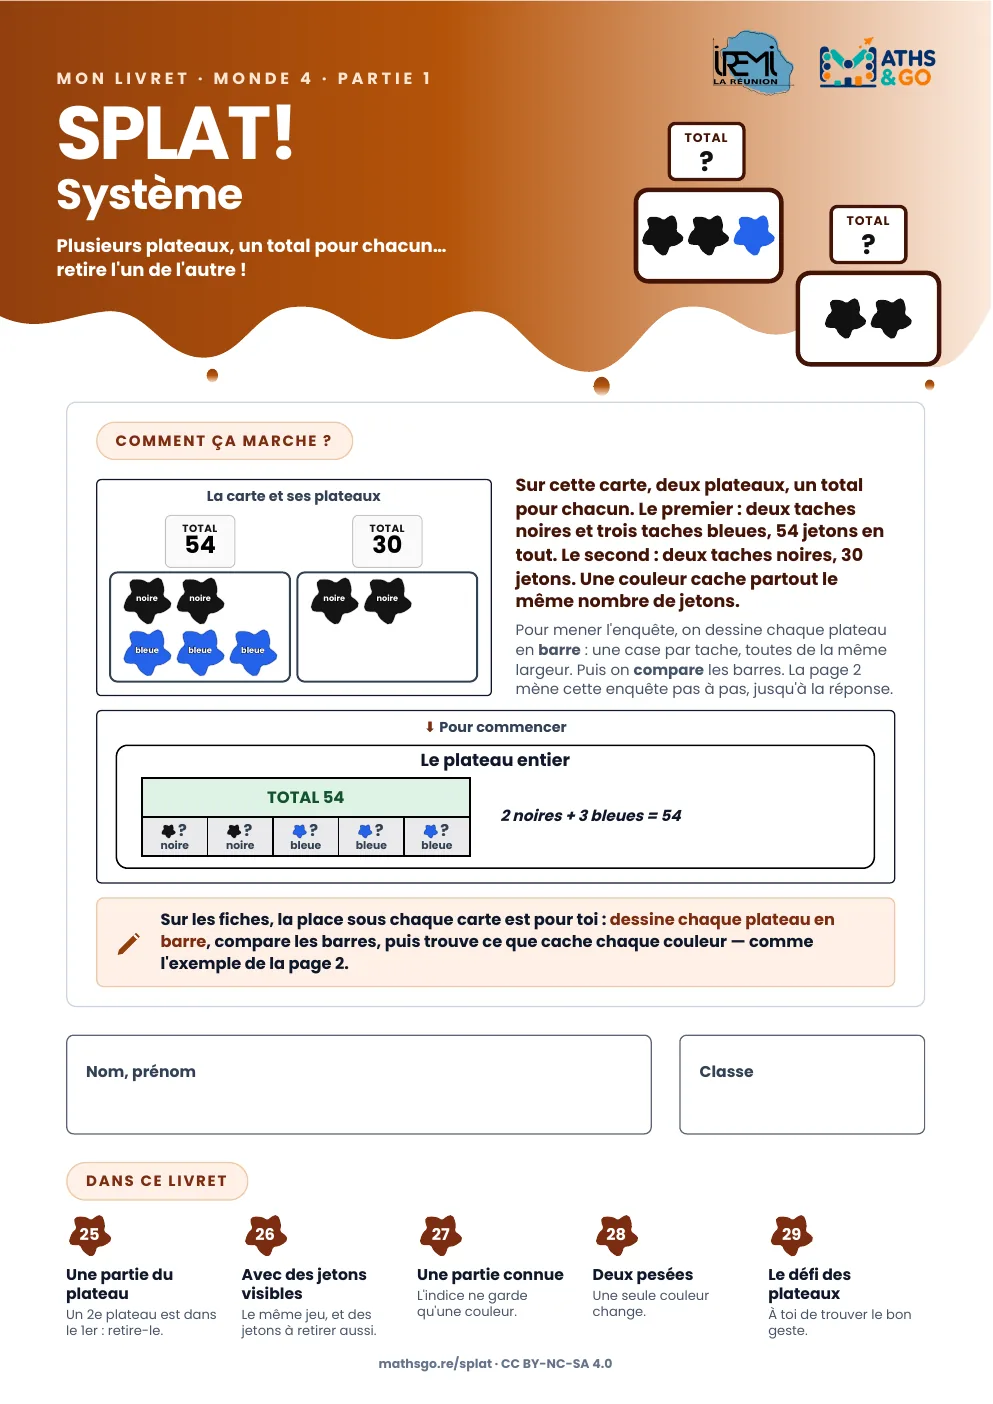 MON LIVRET · MONDE 4 · PARTIE 1
SPLAT!
Système
Plusieurs plateaux, un total pour chacun...
retire l'un de l'autre !
iREMi
LA RÉUNION
MATHS
&GO
TOTAL
?
TOTAL
?
COMMENT ÇA MARCHE ?
La carte et ses plateaux
TOTAL
54
TOTAL
30
noire noire
bleue bleue bleue
noire noire
Sur cette carte, deux plateaux, un total
pour chacun. Le premier : deux taches
noires et trois taches bleues, 54 jetons en
tout. Le second : deux taches noires, 30
jetons. Une couleur cache partout le
même nombre de jetons.
Pour mener l'enquête, on dessine chaque plateau
en barre : une case par tache, toutes de la même
largeur. Puis on compare les barres. La page 2
mène cette enquête pas à pas, jusqu'à la réponse.
⬇ Pour commencer
Le plateau entier
TOTAL 54
? ? ? ? ?
noire noire bleue bleue bleue
2 noires + 3 bleues = 54
Sur les fiches, la place sous chaque carte est pour toi : dessine chaque plateau en
barre, compare les barres, puis trouve ce que cache chaque couleur — comme
l'exemple de la page 2.
Nom, prénom
Classe
DANS CE LIVRET
25
Une partie du
plateau
Un 2e plateau est dans
le 1er : retire-le.
26
Avec des jetons
visibles
Le même jeu, et des
jetons à retirer aussi.
27
Une partie connue
L'indice ne garde
qu'une couleur.
28
Deux pesées
Une seule couleur
change.
29
Le défi des
plateaux
À toi de trouver le bon
geste.
mathsgo.re/splat · CC BY-NC-SA 4.0